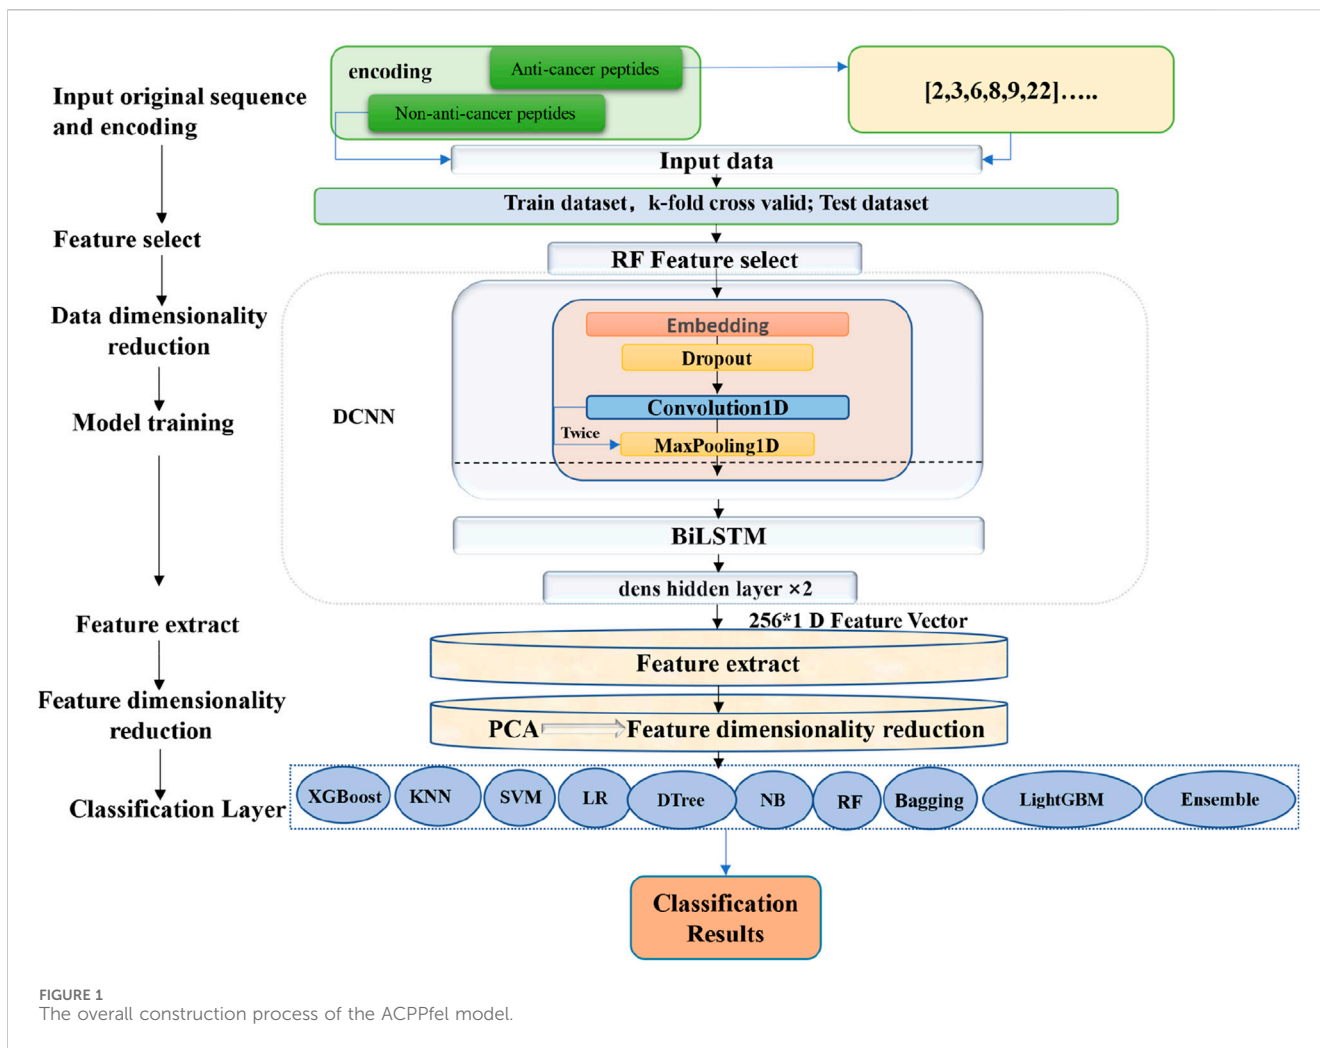 Input original sequence
and encoding
Feature select
Data dimensionality
reduction
Model training
Feature extract
Feature dimensionality
reduction
Classification Layer
encoding
Anti-cancer peptides
Non-anti-cancer peptides
[2,3,6,8,9,22]…..
Input data
Train dataset, k-fold cross valid; Test dataset
RF Feature select
DCNN
Embedding
Dropout
Convolution1D
Twice
MaxPooling1D
BiLSTM
dens hidden layer ×2
256*1 D Feature Vector
Feature extract
PCA
Feature dimensionality reduction
XGBoost
KNN
SVM
LR
DTree
NB
RF
Bagging
LightGBM
Ensemble
Classification
Results
FIGURE 1
The overall construction process of the ACPPfel model.